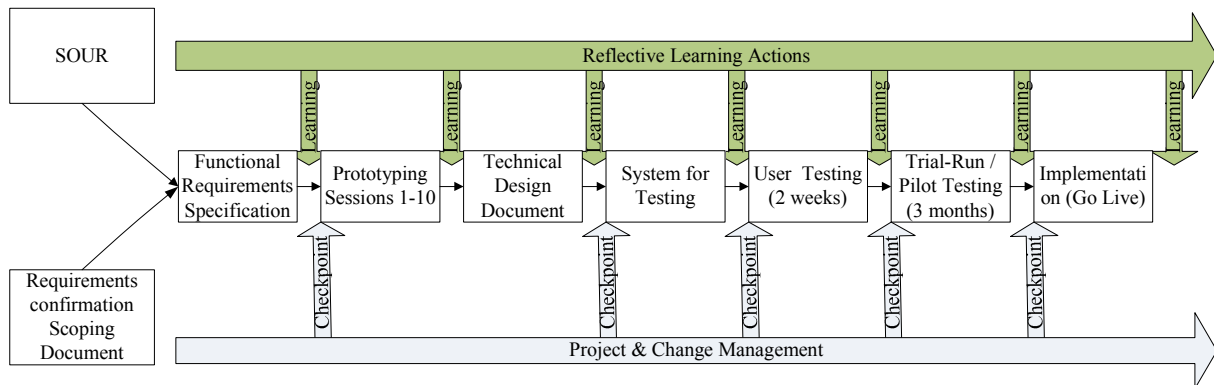 SOUR
Reflective Learning Actions
Learning
Learning
Learning
Learning
Learning
Learning
Learning
Functional
Requirements
Specification
Prototyping
Sessions 1-10
Technical
Design
Document
System for
Testing
User Testing
(2 weeks)
Trial-Run /
Pilot Testing
(3 months)
Implementati
on (Go Live)
Requirements
confirmation
Scoping
Document
Checkpoint
Checkpoint
Checkpoint
Checkpoint
Checkpoint
Project & Change Management